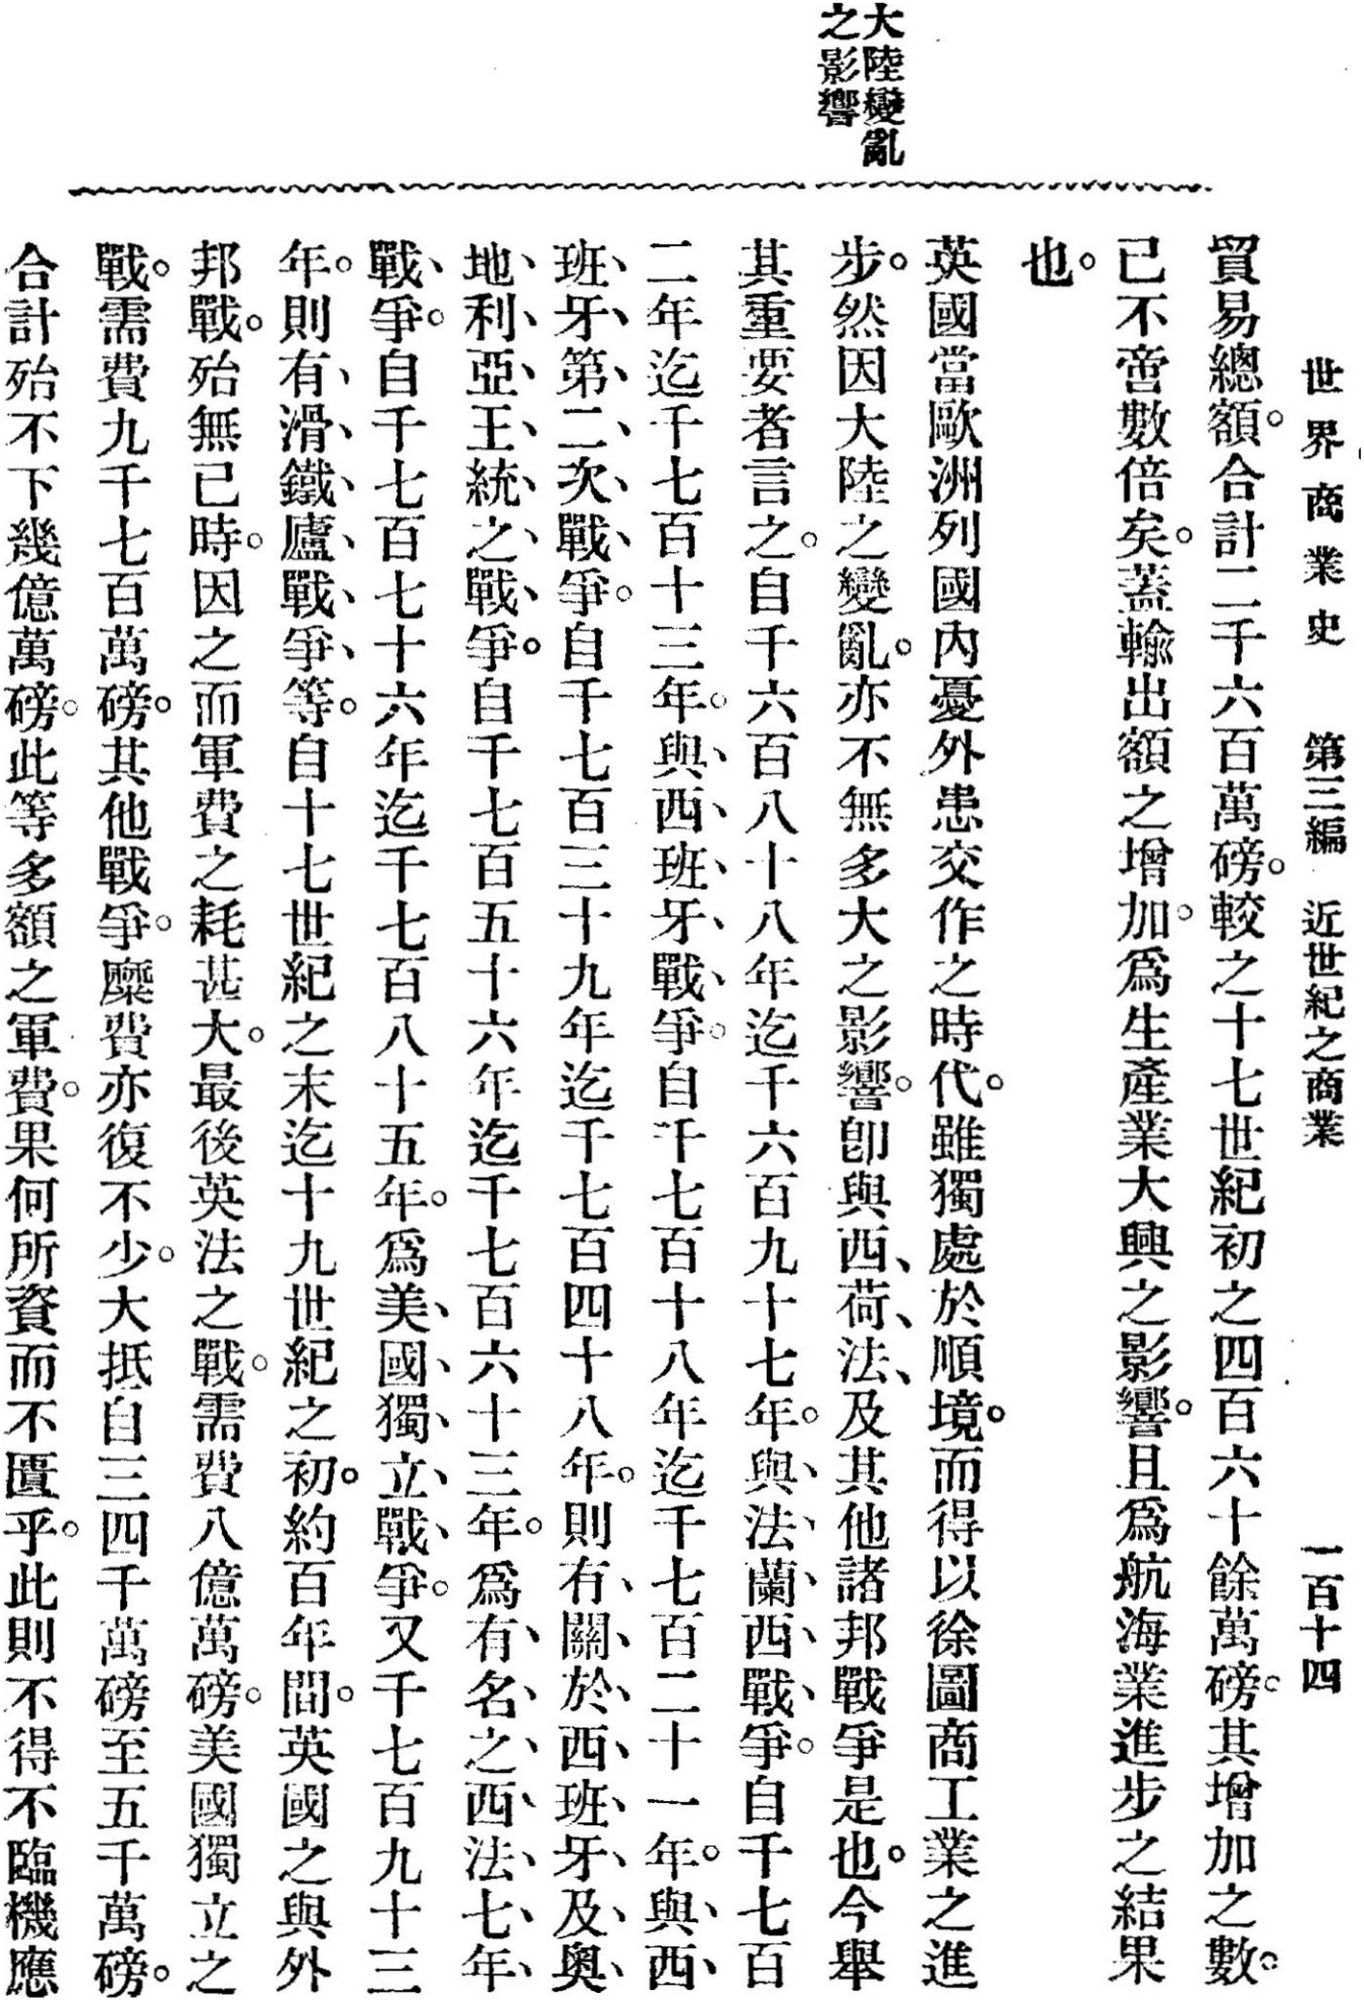 世界商業史　第三編　近世紀之商業　一百十四
貿易總額。合計二千六百萬磅。較之十七世紀初之四百六十餘萬磅。其增加之數。
已不啻數倍矣。蓋輸出額之增加。爲生產業大興之影響。且爲航海業進步之結果
也。
大陸變亂
之影響
英國當歐洲列國內憂外患交作之時代。雖獨處於順境。而得以徐圖商工業之進
步。然因大陸之變亂。亦不無多大之影響。卽與西、荷、法、及其他諸邦戰爭是也。今舉
其重要者言之。自千六百八十八年迄千六百九十七年。與、法、蘭、西、戰、爭。自千七百
二年迄千七百十三年。與、西、班、牙、戰、爭。自千七百十八年迄千七百二十一年。與、西、
班、牙、第、二、次、戰、爭。自千七百三十九年迄千七百四十八年。則有、關、於、西、班、牙、及、奧、
地、利、亞、王、統、之、戰、爭。自千七百五十六年迄千七百六十三年。爲有、名、之、西、法、七、年、
戰、爭。自千七百七十六年迄千七百八十五年。爲美、國、獨、立、戰、爭。又千七百九十三
年。則有、滑、鐵、廬、戰、爭、等。自十七世紀之末迄十九世紀之初。約百年間。英國之與外
邦戰。殆無已時。因之而軍費之耗甚大。最後英法之戰。需費八億萬磅。美國獨立之
戰。需費九千七百萬磅。其他戰爭。糜費亦復不少。大抵自三四千萬磅至五千萬磅。
合計殆不下幾億萬磅。此等多額之軍費。果何所資而不匱乎。此則不得不臨機應